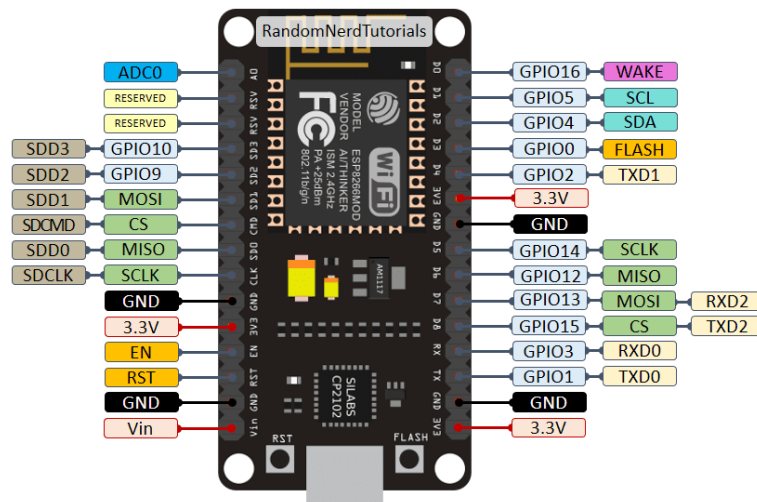 RandomNerdTutorials
ADC0 A0 D0 GPIO16 WAKE
RESERVED RSV D1 GPIO5 SCL
RESERVED RSV D2 GPIO4 SDA
SDD3 GPIO10 SD3 D3 GPIO0 FLASH
SDD2 GPIO9 SD2 D4 GPIO2 TXD1
SDD1 MOSI SD1 3V3 3.3V
SDCMD CS CMD GND GND
SDD0 MISO SD0 D5 GPIO14 SCLK
SDCLK SCLK CLK D6 GPIO12 MISO
GND GND D7 GPIO13 MOSI RXD2
3.3V 3V3 D8 GPIO15 CS TXD2
EN EN RX GPIO3 RXD0
RST RST TX GPIO1 TXD0
GND GND GND GND
Vin Vin 3V3 3.3V
MODEL ESP8266MOD
VENDOR AI/THINKER
ISM 2.4GHz
PA +25dBm
802.11b/g/n
FC
Wi Fi
AM1117
SILABS
CP2102
RST
FLASH